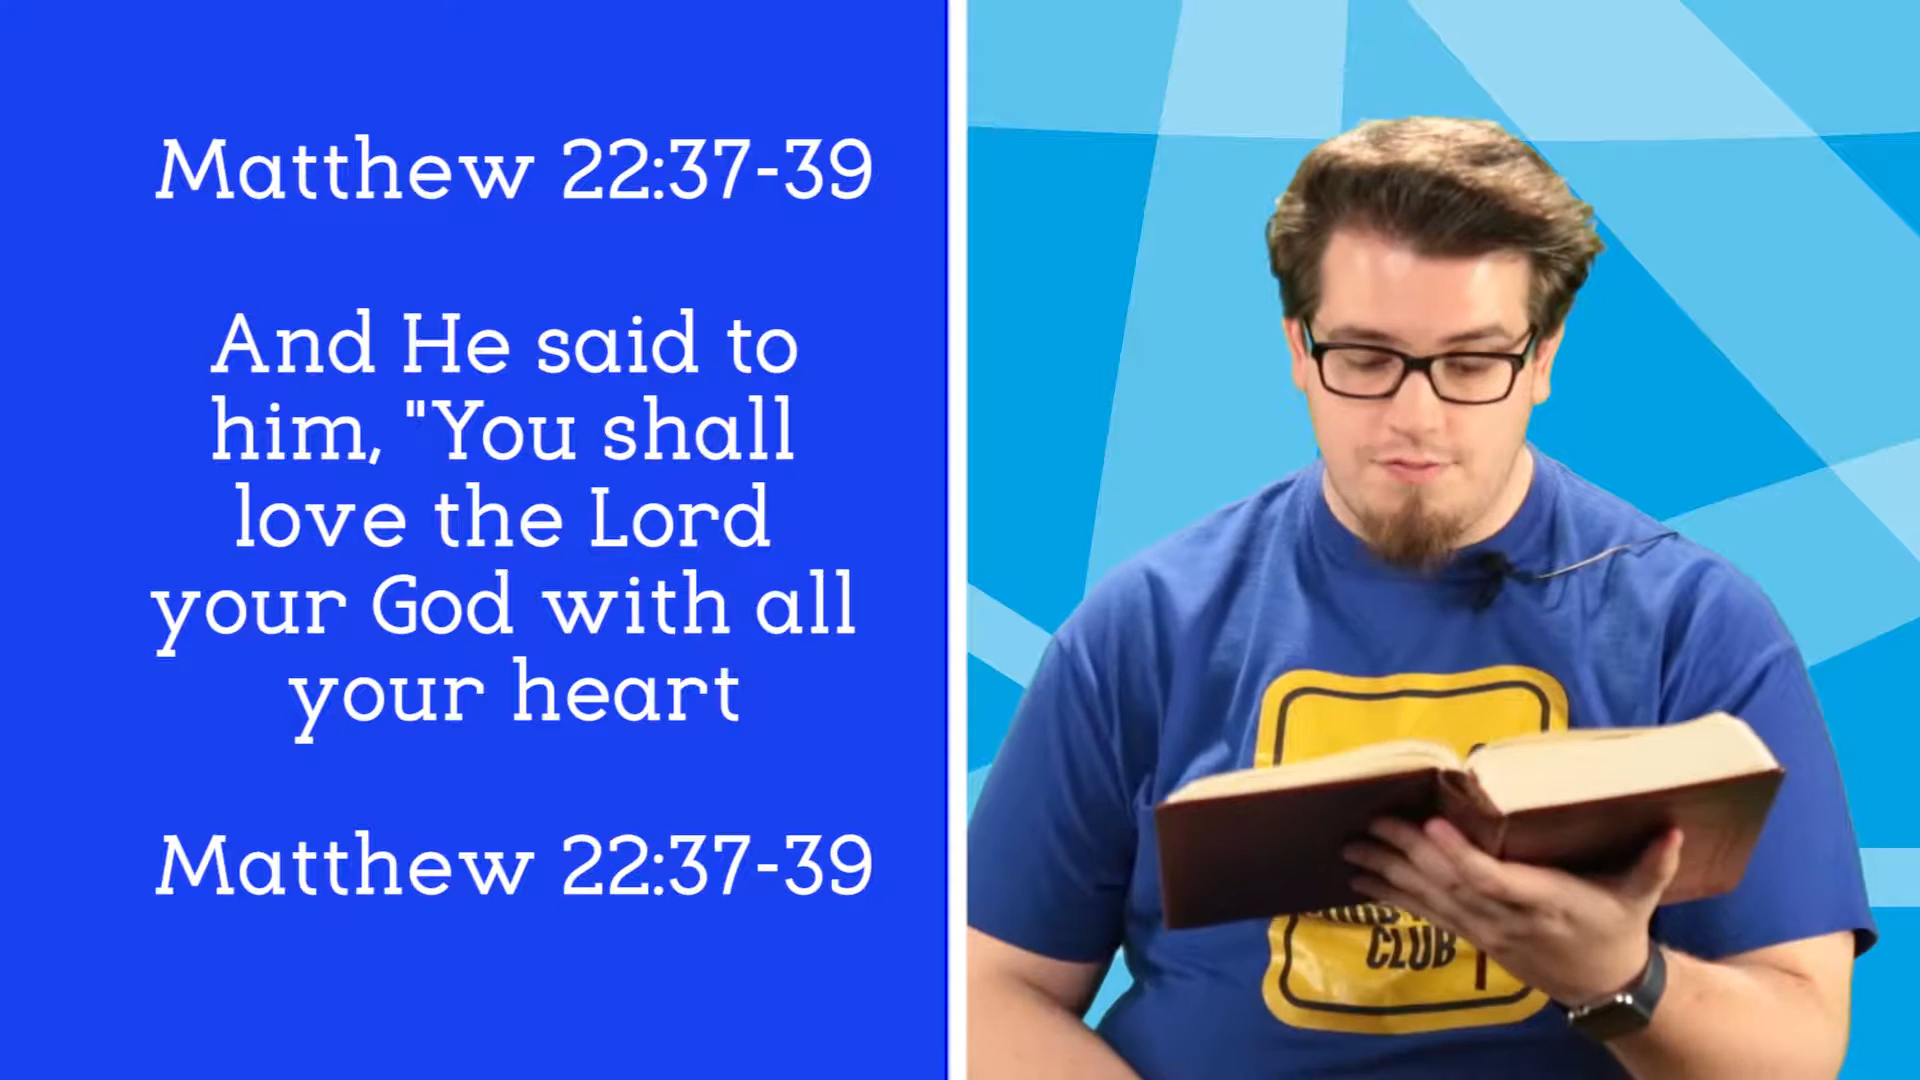 Matthew 22:37-39
And He said to
him, "You shall
love the Lord
your God with all
your heart
Matthew 22:37-39
CLUB